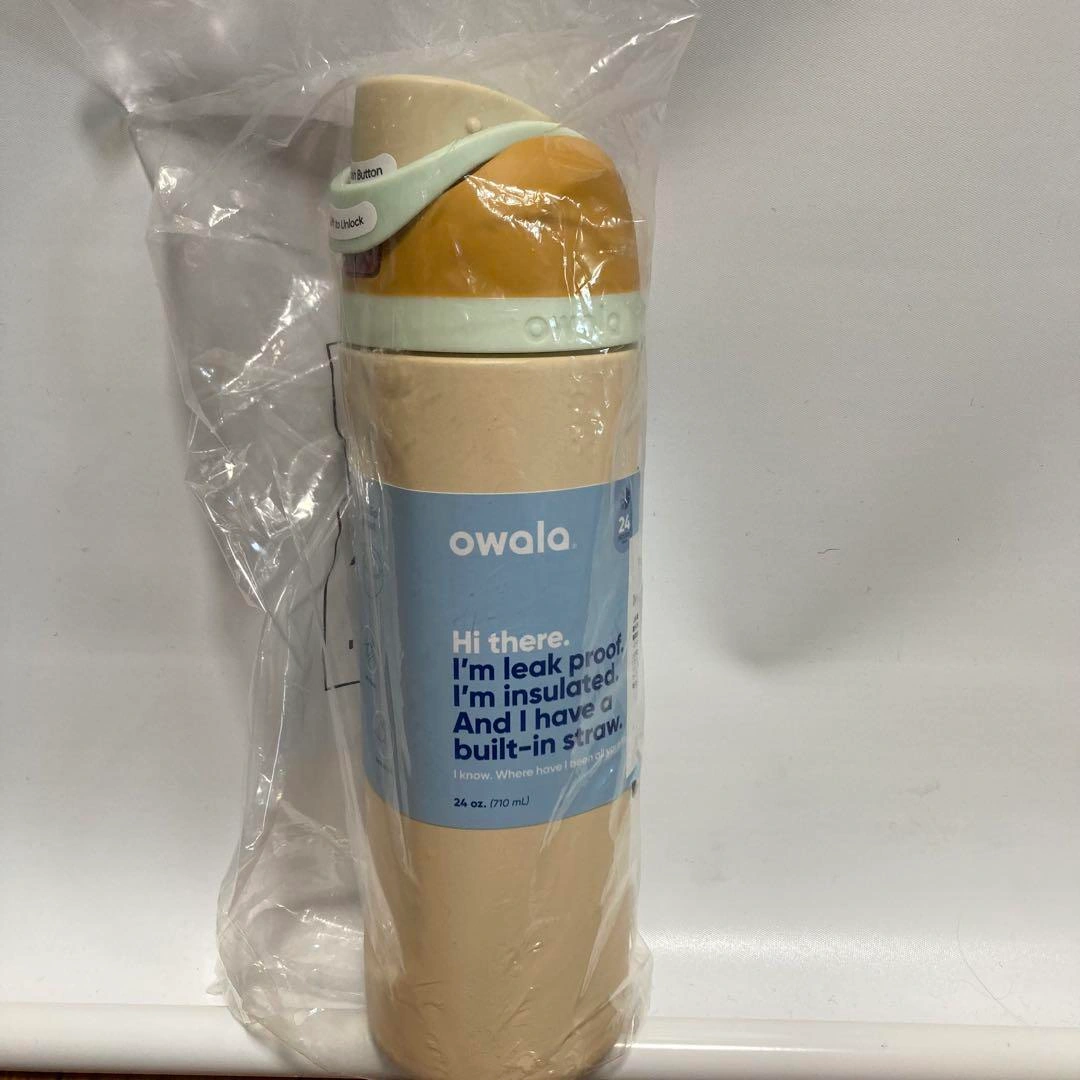 Button
to Unlock
owala
owala
24
Hi there.
I'm leak proof.
I'm insulated.
And I have a
built-in straw.
I know. Where have I been all
24 oz. (710 mL)